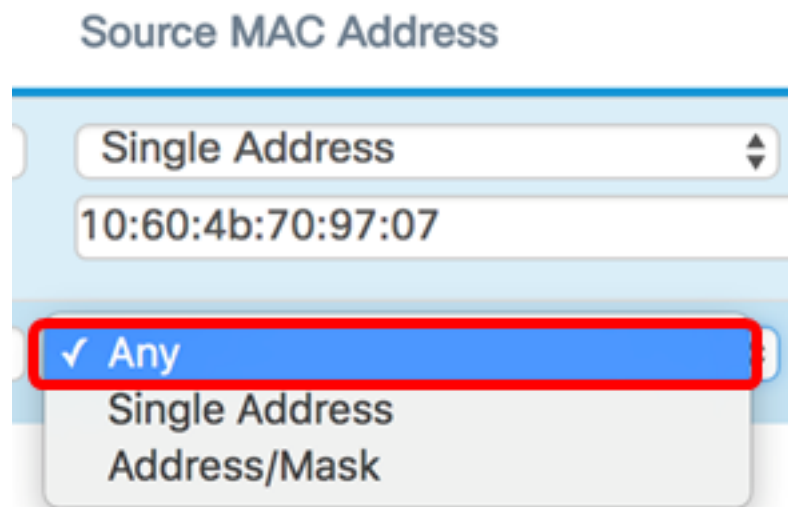 Source MAC Address
Single Address
10:60:4b:70:97:07
✓ Any
Single Address
Address/Mask